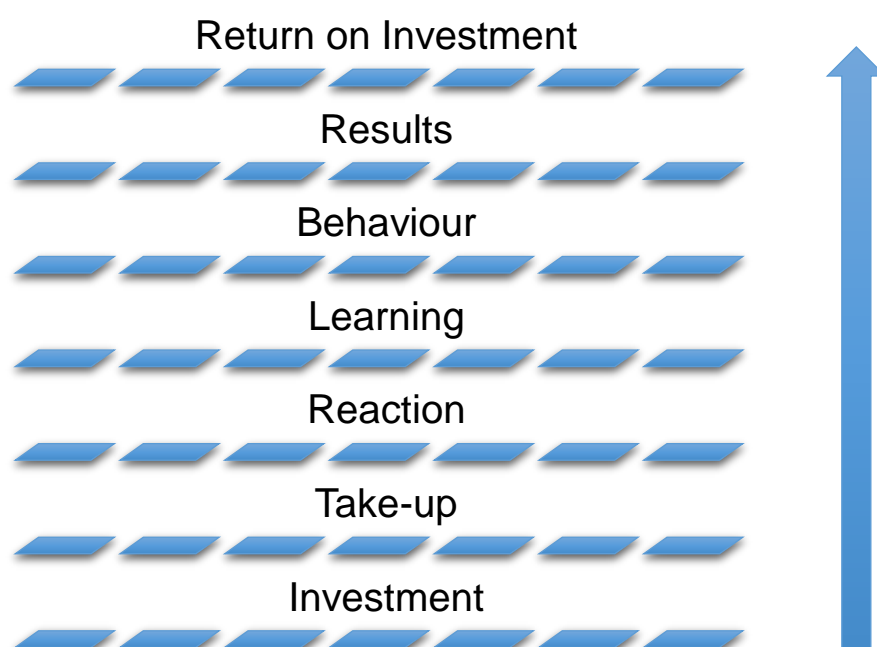 Return on Investment
Results
Behaviour
Learning
Reaction
Take-up
Investment